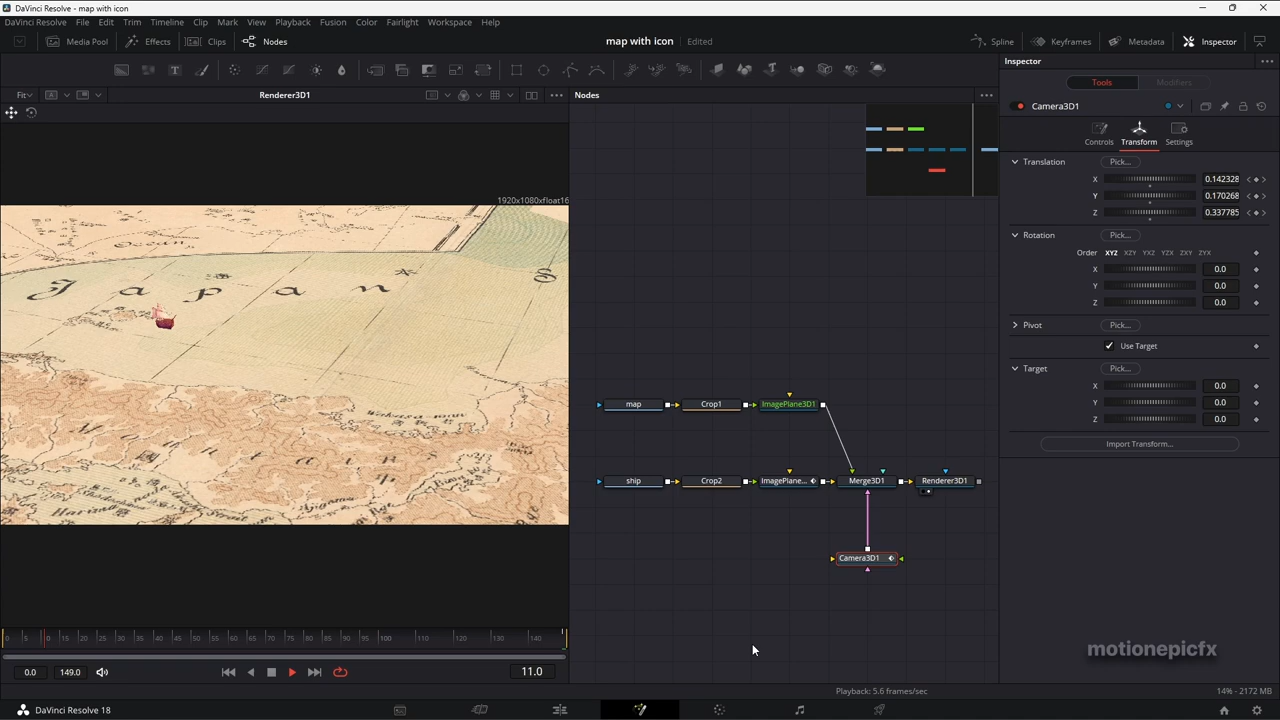 DaVinci Resolve - map with icon
DaVinci Resolve File Edit Trim Timeline Clip Mark View Playback Fusion Color Fairlight Workspace Help
Media Pool Effects Clips Nodes map with icon Edited Spline Keyframes Metadata Inspector
Inspector
Tools Modifiers
Fit Renderer3D1 Nodes
Camera3D1
Controls Transform Settings
Translation Pick...
X 0.142328
Y 0.170268
Z 0.337785
Rotation Pick...
Order XYZ XZY YXZ YZX ZXY ZYX
X 0.0
Y 0.0
Z 0.0
Pivot Pick...
Use Target
Target Pick...
X 0.0
Y 0.0
Z 0.0
Import Transform...
1920x1080xfloat16
Ocean
Japan S
map Crop1 ImagePlane3D1
ship Crop2 ImagePlane... Merge3D1 Renderer3D1
Camera3D1
0 5 0 15 20 25 30 35 40 45 50 55 60 65 70 75 80 85 90 95 100 110 120 130 140
0.0 149.0 11.0
motionepicfx
Playback: 5.6 frames/sec 14% - 2172 MB
DaVinci Resolve 18